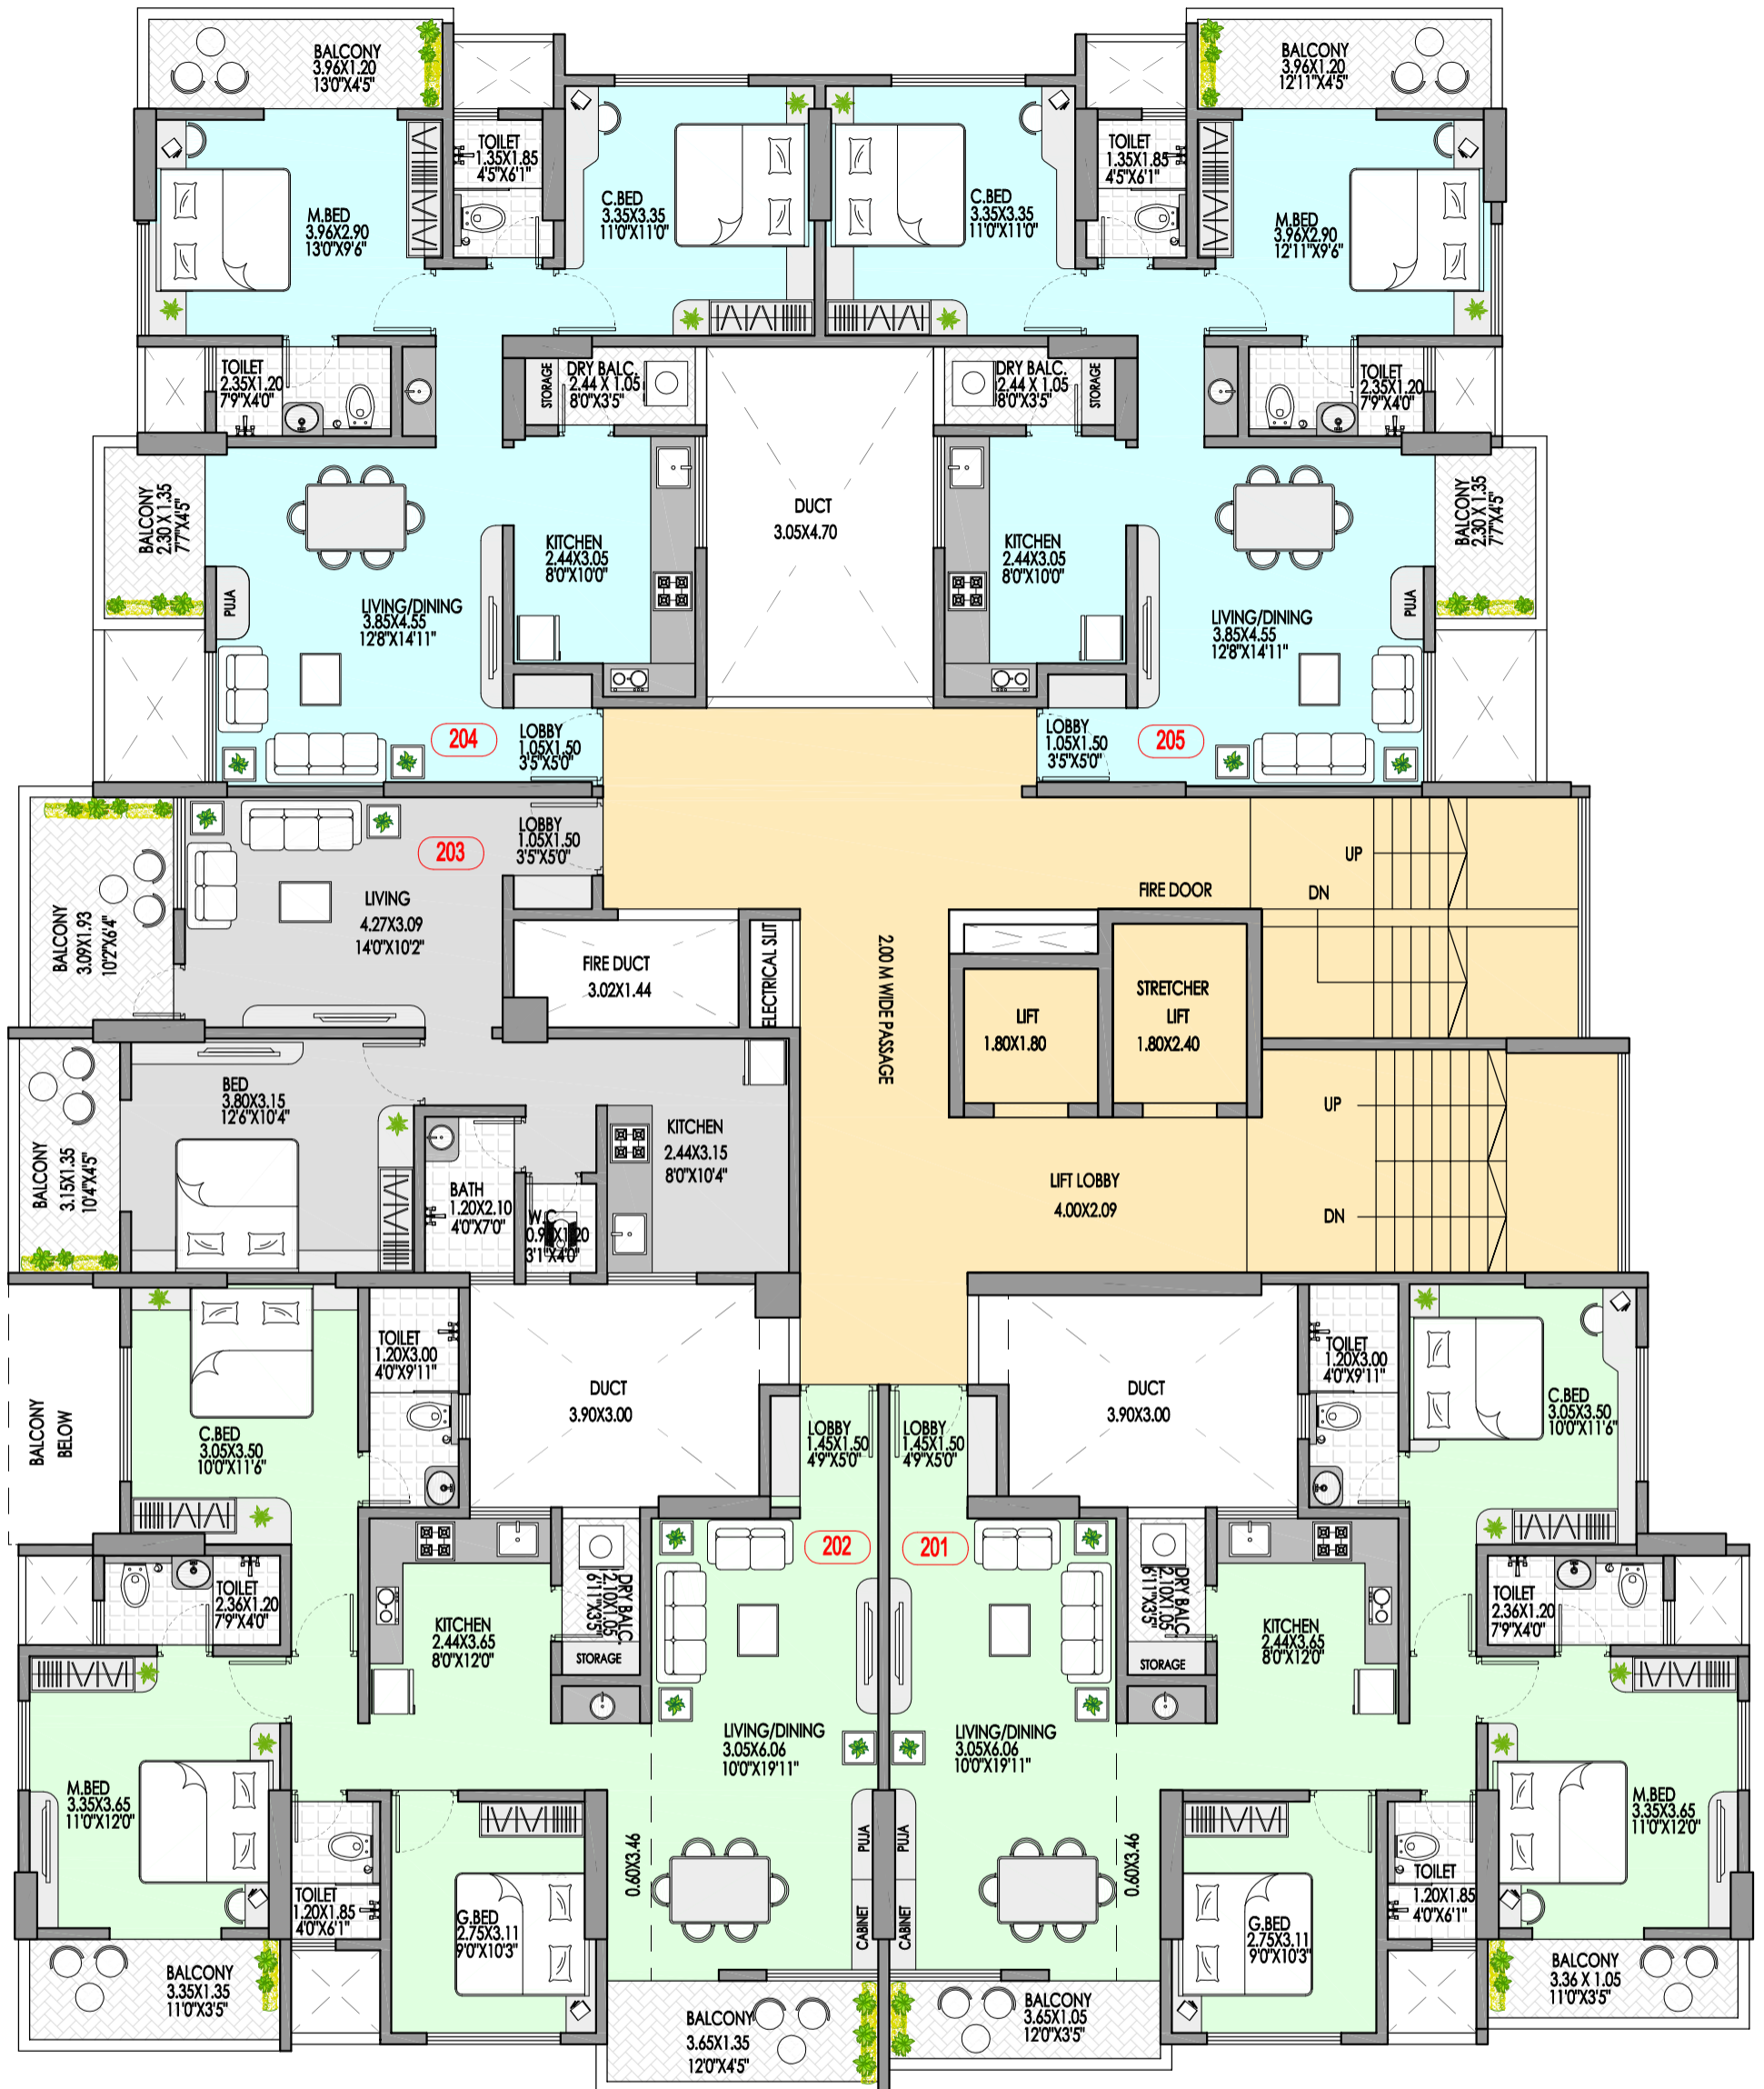 BALCONY
3.96X1.20
13'0"X4'5"
BALCONY
3.96X1.20
12'11"X4'5"
TOILET
1.35X1.85
4'5"X6'1"
C.BED
3.35X3.35
11'0"X11'0"
C.BED
3.35X3.35
11'0"X11'0"
TOILET
1.35X1.85
4'5"X6'1"
M.BED
3.96X2.90
13'0"X9'6"
M.BED
3.96X2.90
12'11"X9'6"
TOILET
2.35X1.20
7'9"X4'0"
STORAGE
DRY BALC.
2.44 X 1.05
8'0"X3'5"
DRY BALC.
2.44 X 1.05
8'0"X3'5"
STORAGE
TOILET
2.35X1.20
7'9"X4'0"
BALCONY
2.30 X 1.35
7'7"X4'5"
DUCT
3.05X4.70
BALCONY
2.30 X 1.35
7'7"X4'5"
KITCHEN
2.44X3.05
8'0"X10'0"
KITCHEN
2.44X3.05
8'0"X10'0"
PUJA
LIVING/DINING
3.85X4.55
12'8"X14'11"
LIVING/DINING
3.85X4.55
12'8"X14'11"
PUJA
204
LOBBY
1.05X1.50
3'5"X5'0"
LOBBY
1.05X1.50
3'5"X5'0"
205
203
LOBBY
1.05X1.50
3'5"X5'0"
LIVING
4.27X3.09
14'0"X10'2"
BALCONY
3.09X1.93
10'2"X6'4"
FIRE DUCT
3.02X1.44
ELECTRICAL SLIT
2.00 M WIDE PASSAGE
UP
FIRE DOOR
DN
LIFT
1.80X1.80
STRETCHER
LIFT
1.80X2.40
BED
3.80X3.15
12'6"X10'4"
BALCONY
3.15X1.35
10'4"X4'5"
KITCHEN
2.44X3.15
8'0"X10'4"
BATH
1.20X2.10
4'0"X7'0"
W.C
3'1"X4'0"
UP
LIFT LOBBY
4.00X2.09
DN
BALCONY
BELOW
TOILET
1.20X3.00
4'0"X9'11"
DUCT
3.90X3.00
DUCT
3.90X3.00
TOILET
1.20X3.00
4'0"X9'11"
C.BED
3.05X3.50
10'0"X11'6"
C.BED
3.05X3.50
10'0"X11'6"
LOBBY
1.45X1.50
4'9"X5'0"
LOBBY
1.45X1.50
4'9"X5'0"
202
201
TOILET
2.36X1.20
7'9"X4'0"
DRY BALC.
2.10X1.05
6'11"X3'5"
STORAGE
DRY BALC.
2.10X1.05
6'11"X3'5"
STORAGE
TOILET
2.36X1.20
7'9"X4'0"
KITCHEN
2.44X3.65
8'0"X12'0"
KITCHEN
2.44X3.65
8'0"X12'0"
LIVING/DINING
3.05X6.06
10'0"X19'11"
LIVING/DINING
3.05X6.06
10'0"X19'11"
M.BED
3.35X3.65
11'0"X12'0"
M.BED
3.35X3.65
11'0"X12'0"
0.60X3.46
PUJA
CABINET
PUJA
CABINET
0.60X3.46
TOILET
1.20X1.85
4'0"X6'1"
G.BED
2.75X3.11
9'0"X10'3"
G.BED
2.75X3.11
9'0"X10'3"
TOILET
1.20X1.85
4'0"X6'1"
BALCONY
3.35X1.35
11'0"X3'5"
BALCONY
3.65X1.35
12'0"X4'5"
BALCONY
3.65X1.05
12'0"X3'5"
BALCONY
3.36 X 1.05
11'0"X3'5"